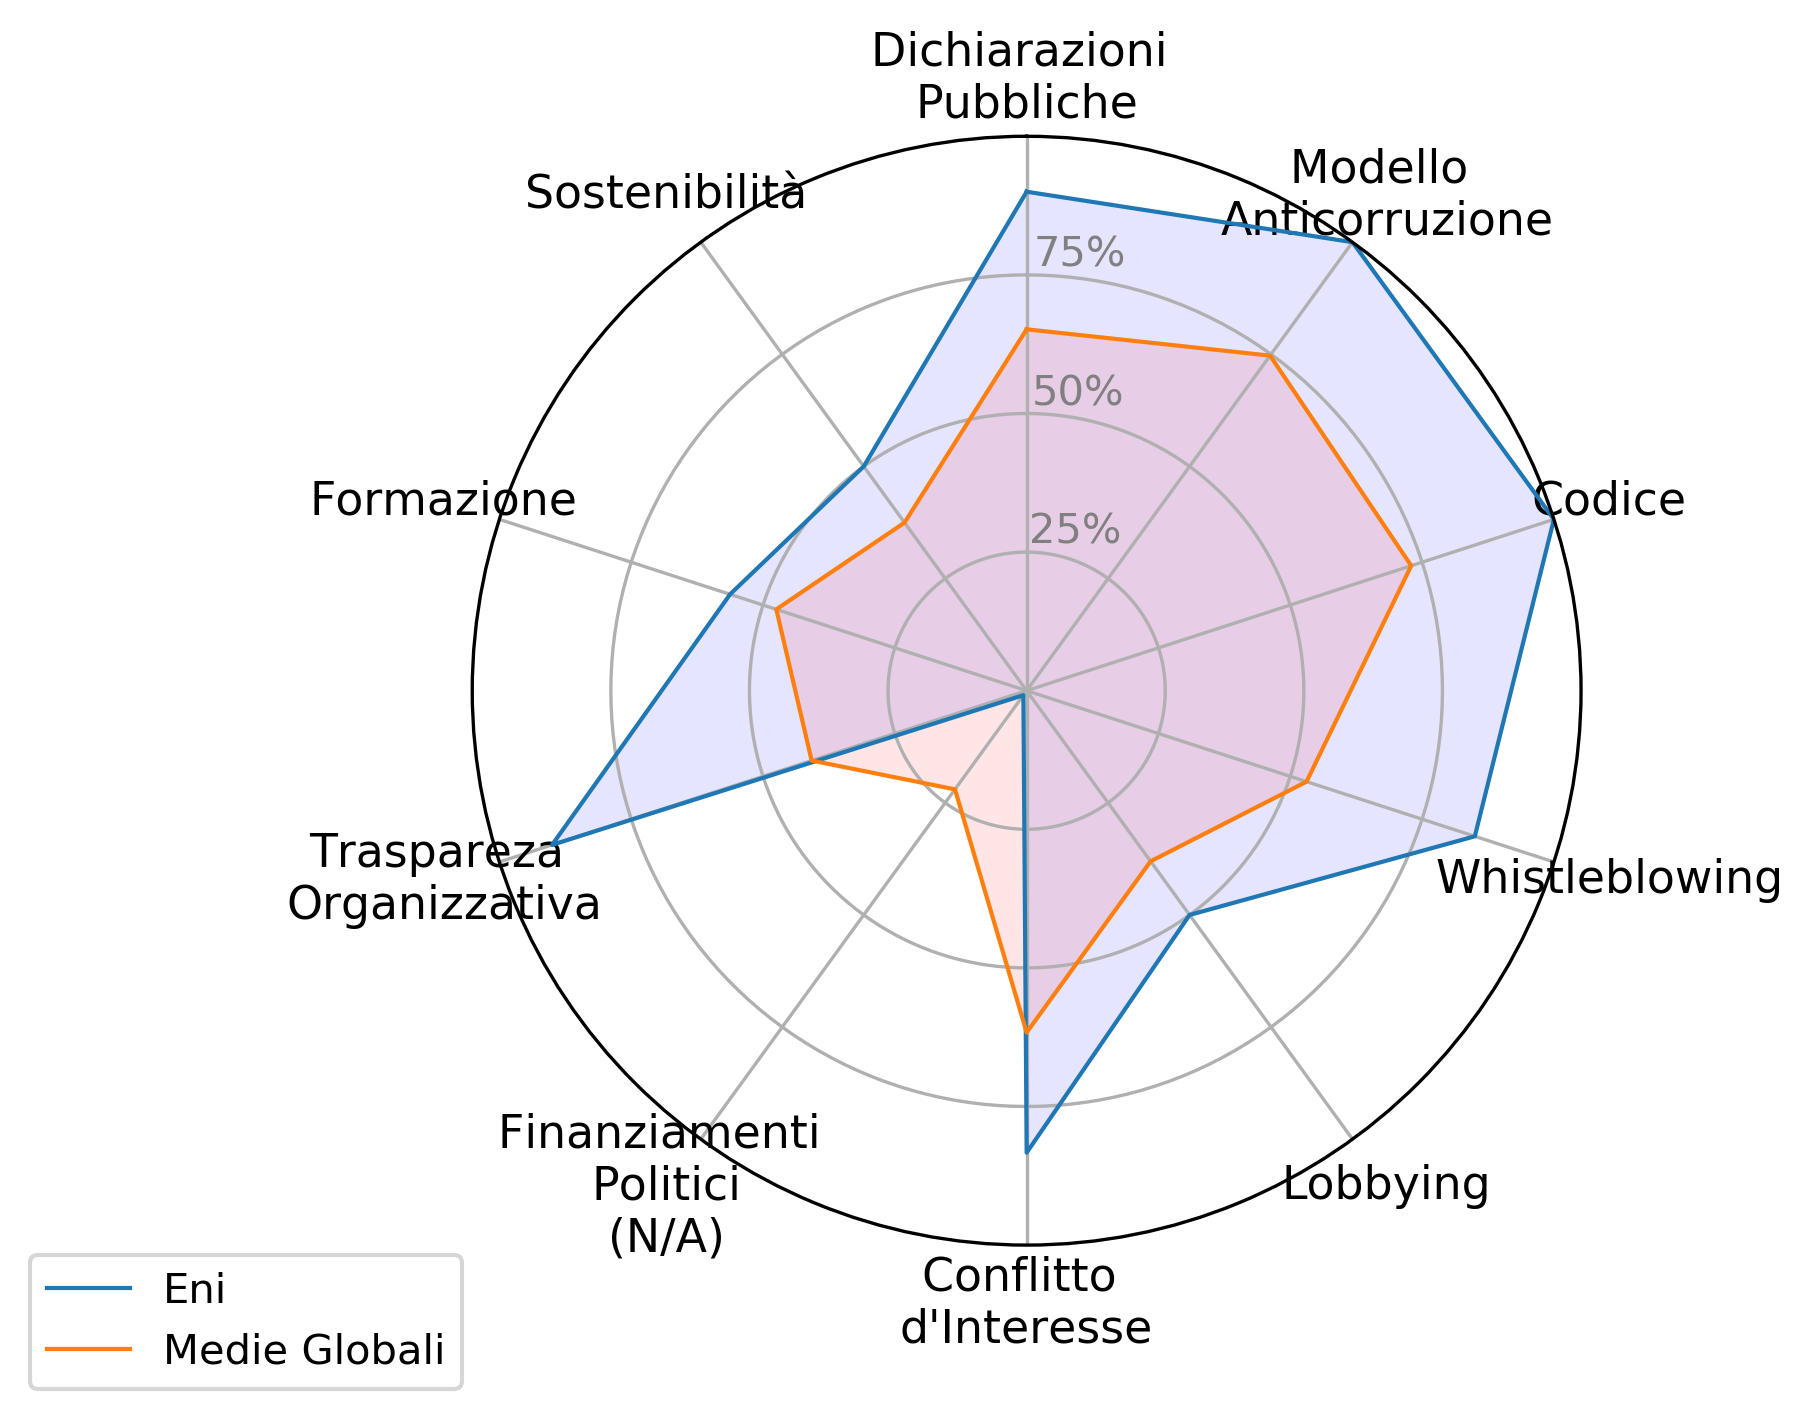 Dichiarazioni
Pubbliche
Modello
Anticorruzione
Sostenibilità
75%
50%
25%
Formazione
Codice
Traspareza
Organizzativa
Whistleblowing
Finanziamenti
Politici
(N/A)
Lobbying
Conflitto
d'Interesse
Eni
Medie Globali